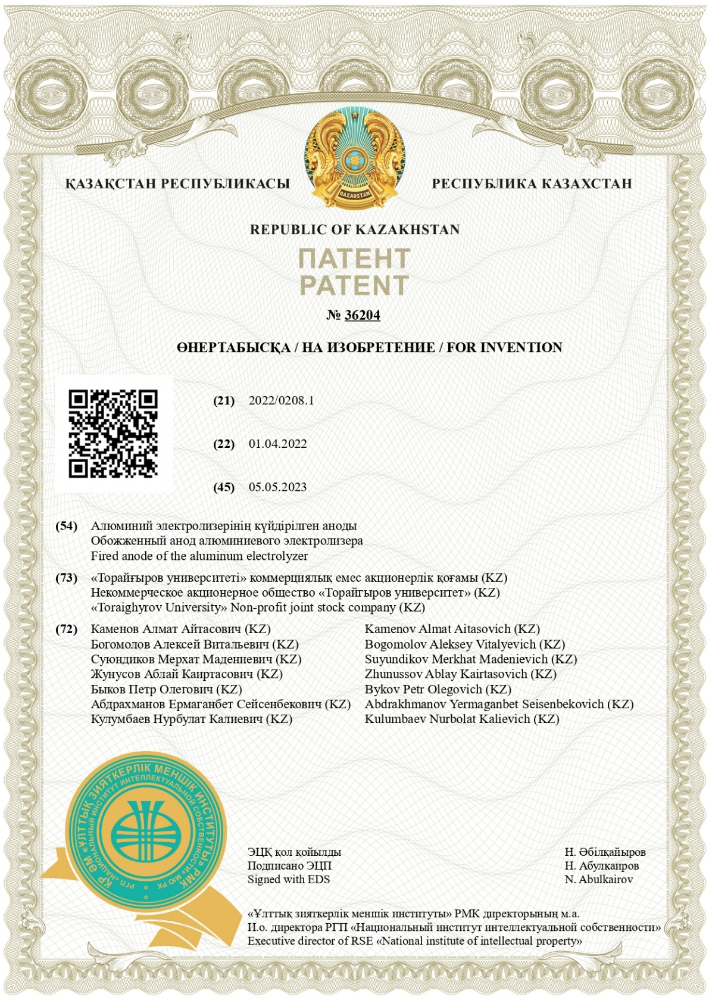 ҚАЗАҚСТАН РЕСПУБЛИКАСЫ
РЕСПУБЛИКА КАЗАХСТАН
QAZAQSTAN
REPUBLIC OF KAZAKHSTAN
ПАТЕНТ
PATENT
№ 36204
ӨНЕРТАБЫСҚА / НА ИЗОБРЕТЕНИЕ / FOR INVENTION
(21) 2022/0208.1
(22) 01.04.2022
(45) 05.05.2023
(54) Алюминий электролизерінің күйдірілген аноды
Обожженный анод алюминиевого электролизера
Fired anode of the aluminum electrolyzer
(73) «Торайғыров университеті» коммерциялық емес акционерлік қоғамы (KZ)
Некоммерческое акционерное общество «Торайгыров университет» (KZ)
«Toraighyrov University» Non-profit joint stock company (KZ)
(72) Каменов Алмат Айтасович (KZ) Kamenov Almat Aitasovich (KZ)
Богомолов Алексей Витальевич (KZ) Bogomolov Aleksey Vitalyevich (KZ)
Суюндиков Мерхат Мадениевич (KZ) Suyundikov Merkhat Madenievich (KZ)
Жунусов Аблай Каиртасович (KZ) Zhunussov Ablay Kairtasovich (KZ)
Быков Петр Олегович (KZ) Bykov Petr Olegovich (KZ)
Абдрахманов Ермаганбет Сейсенбекович (KZ) Abdrakhmanov Yermaganbet Seisenbekovich (KZ)
Кулумбаев Нурбулат Калиевич (KZ) Kulumbaev Nurbolat Kalievich (KZ)
ҚР ӘМ «ҰЛТТЫҚ ЗИЯТКЕРЛІК МЕНШІК ИНСТИТУТЫ» РМК
РГП «НАЦИОНАЛЬНЫЙ ИНСТИТУТ ИНТЕЛЛЕКТУАЛЬНОЙ СОБСТВЕННОСТИ» МЮ РК
ЭЦҚ қол қойылды Н. Әбілқайыров
Подписано ЭЦП Н. Абулкаиров
Signed with EDS N. Abulkairov
«Ұлттық зияткерлік меншік институты» РМК директорының м.а.
И.о. директора РГП «Национальный институт интеллектуальной собственности»
Executive director of RSE «National institute of intellectual property»